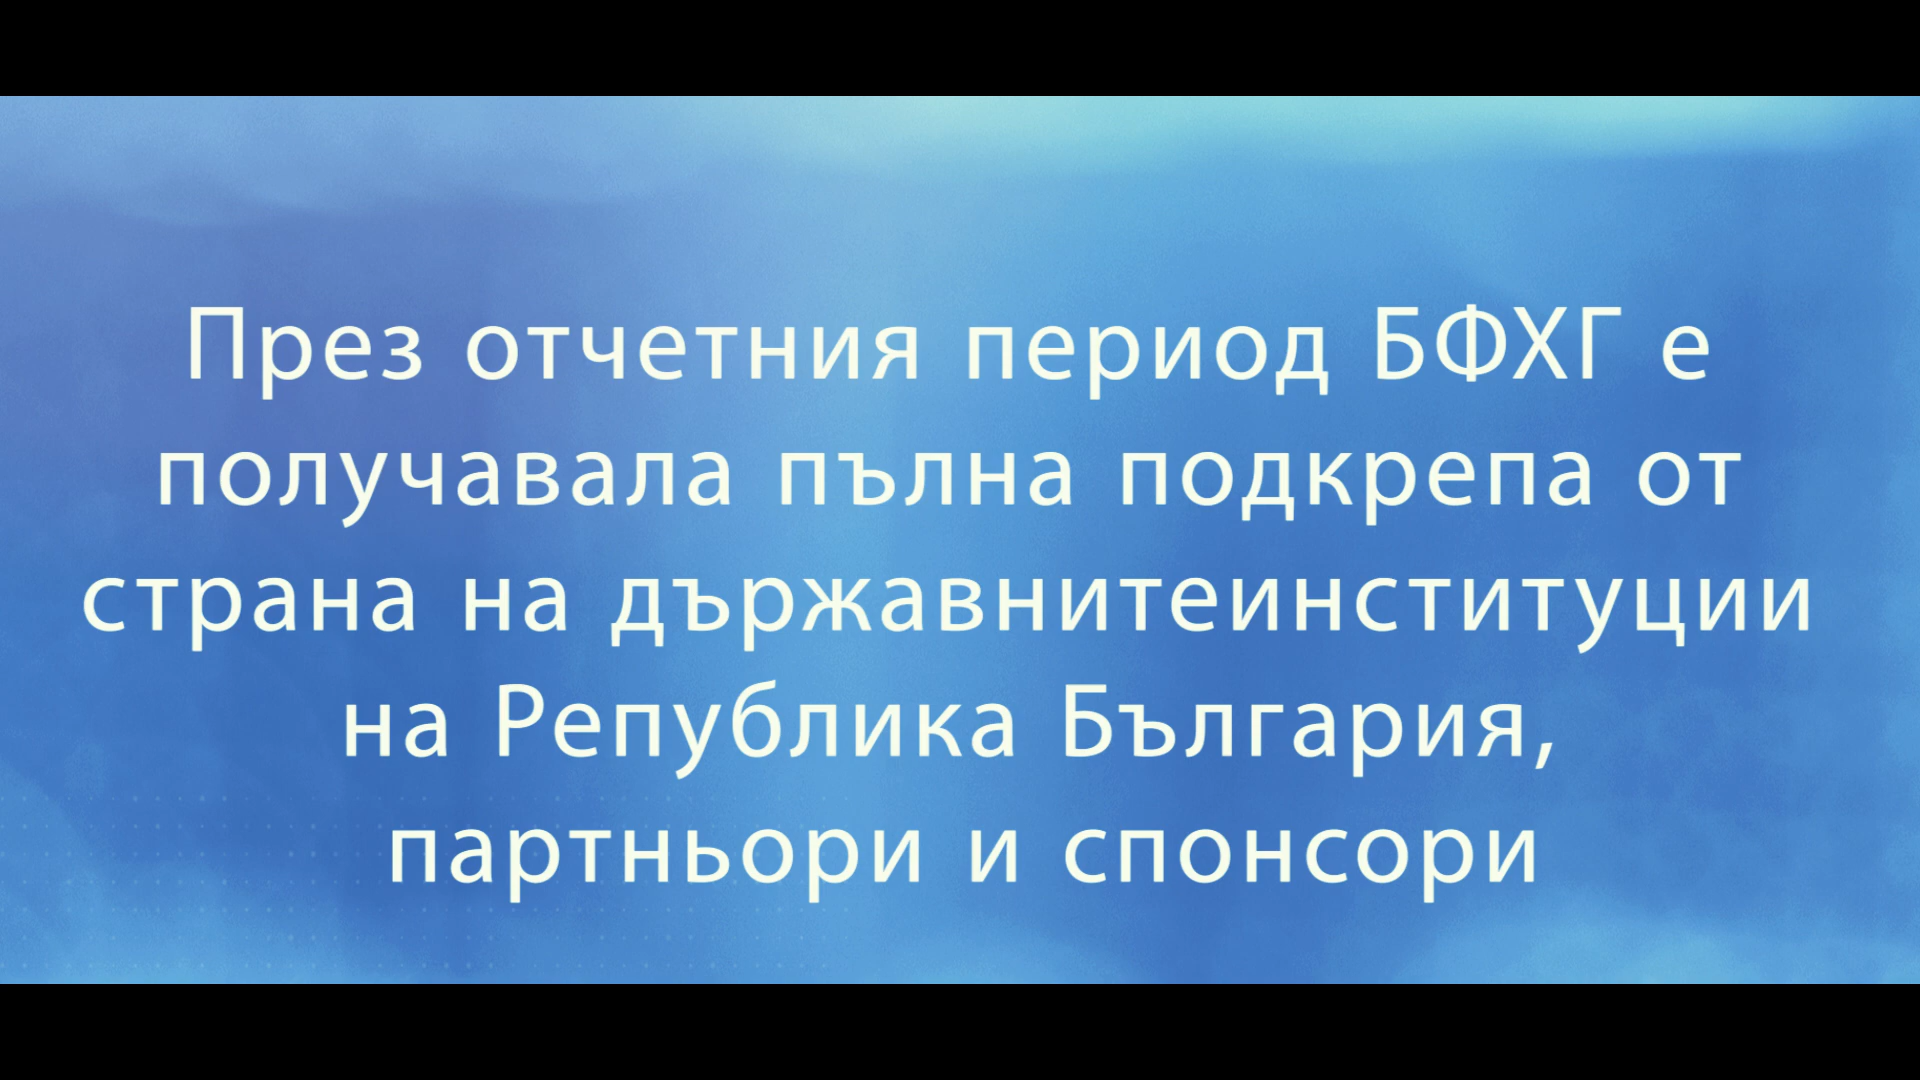 През отчетния период БФХГ е
получавала пълна подкрепа от
страна на държавнитеинституции
на Република България,
партньори и спонсори